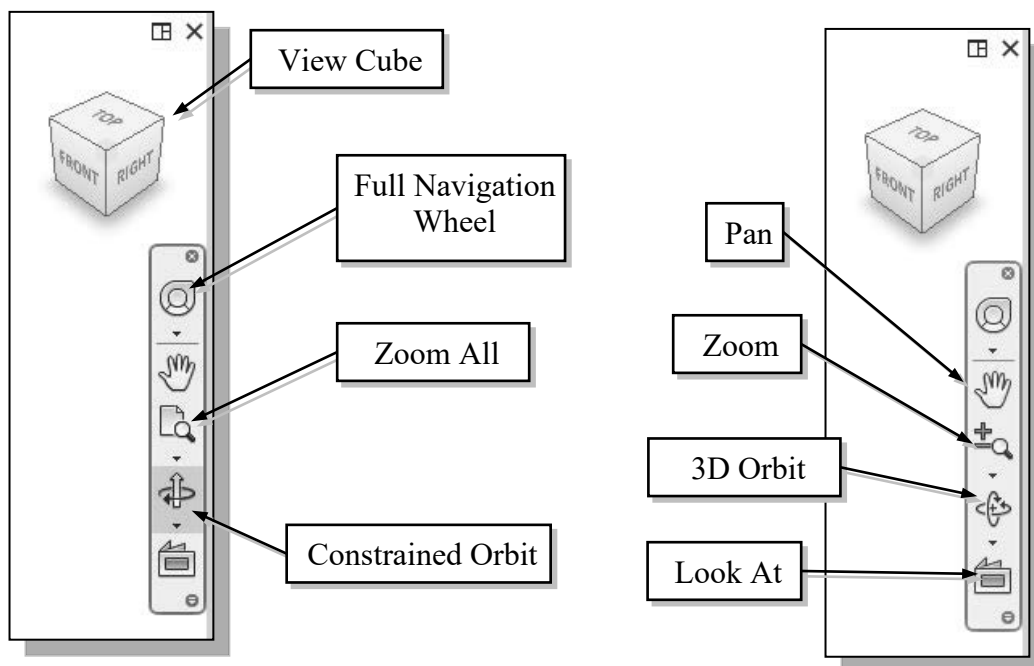 View Cube
TOP
FRONT
RIGHT
Full Navigation
Wheel
Zoom All
Constrained Orbit
TOP
FRONT
RIGHT
Pan
Zoom
3D Orbit
Look At